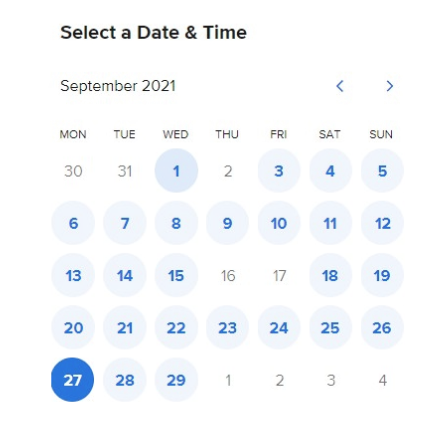 Select a Date & Time
September 2021
MON TUE WED THU FRI SAT SUN
30 31 1 2 3 4 5
6 7 8 9 10 11 12
13 14 15 16 17 18 19
20 21 22 23 24 25 26
27 28 29 1 2 3 4